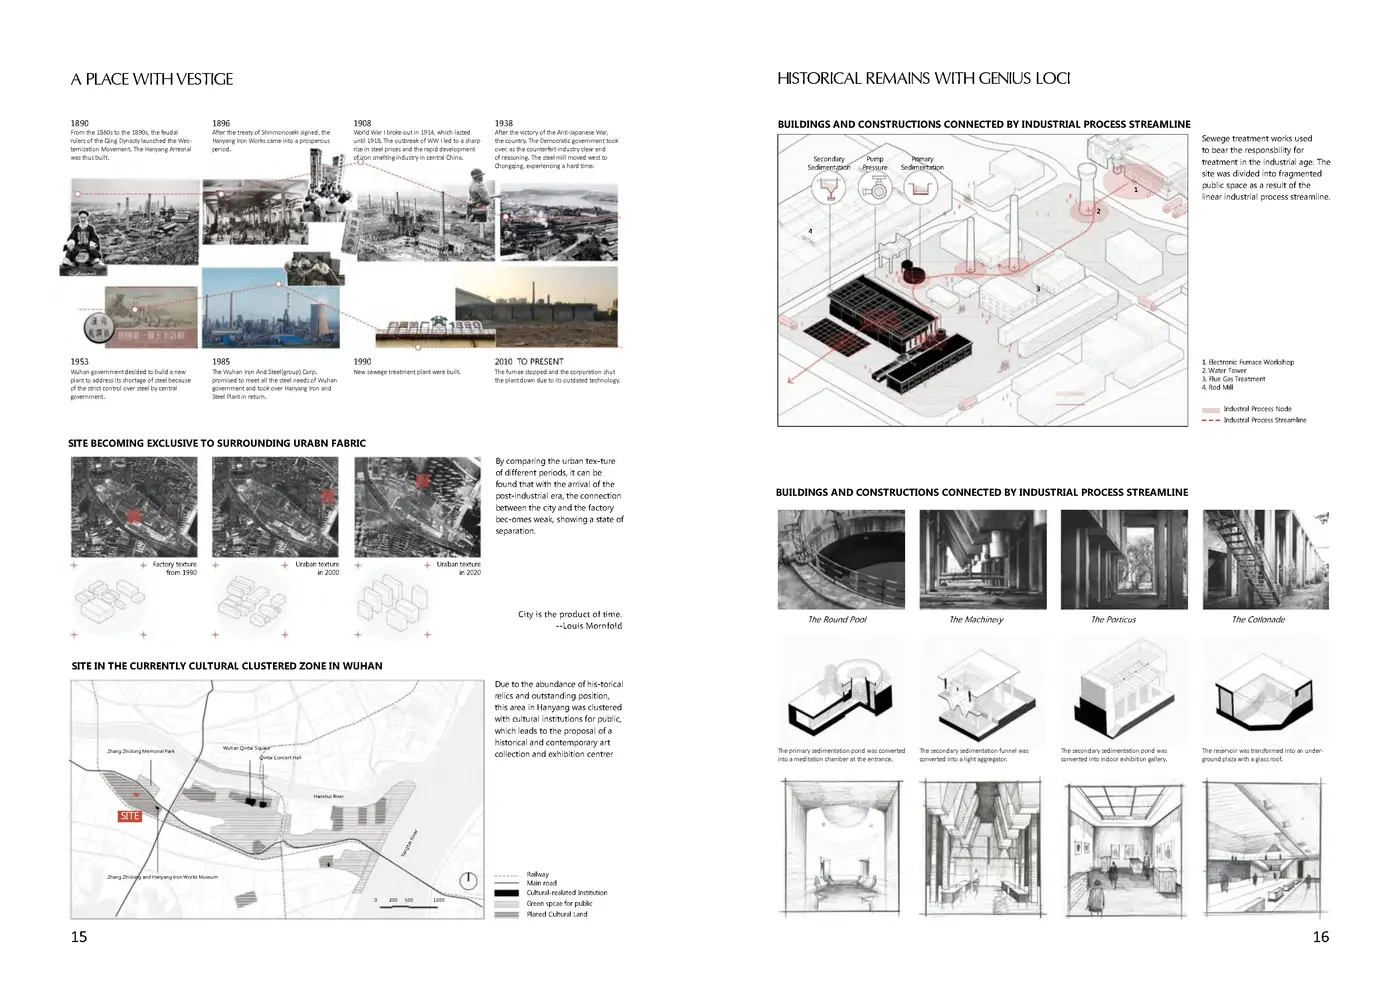 A PLACE WITH VESTIGE
1890
From the 1860s to the 1890s, the feudal
rulers of the Qing Dynasty launched the Wes-
ternization Movement. The Hanyang Arresnal
was thus built.
1896
After the treaty of Shinmonoseki signed, the
Hanyang Iron Works came into a prosperous
period.
1908
World War I broke out in 1914, which lasted
until 1918. The outbreak of WW I led to a sharp
rise in steel prices and the rapid development
of iron smelting industry in central China.
1938
After the victory of the Anti-Japanese War,
the country. The Democratic government took
over, as the counterfeit industry clear end
of reasoning. The steel mill moved west to
Chongqing, experiencing a hard time.
1953
Wuhan government decided to build a new
plant to address its shortage of steel because
of the strict control over steel by central
government.
1985
The Wuhan Iron And Steel(group) Corp.
promised to meet all the steel needs of Wuhan
government and took over Hanyang Iron and
Steel Plant in return.
1990
New sewege treatment plant were built.
2010 TO PRESENT
The furnae stopped and the corporation shut
the plant down due to its outdated technology.
SITE BECOMING EXCLUSIVE TO SURROUNDING URABN FABRIC
By comparing the urban tex-ture
of different periods, it can be
found that with the arrival of the
post-industrial era, the connection
between the city and the factory
bec-omes weak, showing a state of
separation.
Factory texture
from 1990
Uraban texture
in 2000
Uraban texture
in 2020
City is the product of time.
--Louis Mornfold
SITE IN THE CURRENTLY CULTURAL CLUSTERED ZONE IN WUHAN
Due to the abundance of his-torical
relics and outstanding position,
this area in Hanyang was clustered
with cultural institutions for public,
which leads to the proposal of a
historical and contemporary art
collection and exhibition centrer
Zhang Zhidong Memorial Park
Wuhan Qintai Square
Qintai Concert Hall
Hanshui River
SITE
Yangtze River
Zhang Zhidong and Hanyang Iron Works Museum
0 200 500 1000
Railway
Main road
Cultural-realated Institution
Green spcae for public
Planed Cultural Land
15
HISTORICAL REMAINS WITH GENIUS LOCI
BUILDINGS AND CONSTRUCTIONS CONNECTED BY INDUSTRIAL PROCESS STREAMLINE
Secondary
Sedimentation
Pump
Pressure
Primary
Sedimentation
1
2
3
4
Sewege treatment works used
to bear the responsbility for
treatment in the industrial age. The
site was divided into fragmented
public space as a result of the
linear industrial process streamline.
1. Electronic Furnace Workshop
2. Water Tower
3. Flue Gas Treatment
4. Rod Mill
Industrial Process Node
Industrial Process Streamline
BUILDINGS AND CONSTRUCTIONS CONNECTED BY INDUSTRIAL PROCESS STREAMLINE
The Round Pool
The Machinery
The Porticus
The Collonade
The primary sedimentation pond was converted
into a meditation chamber at the entrance.
The secondary sedimentation funnel was
converted into a light aggregator.
The secondary sedimentation pond was
converted into indoor exhibition gallery.
The reservoir was transformed into an under-
ground plaza with a glass roof.
16